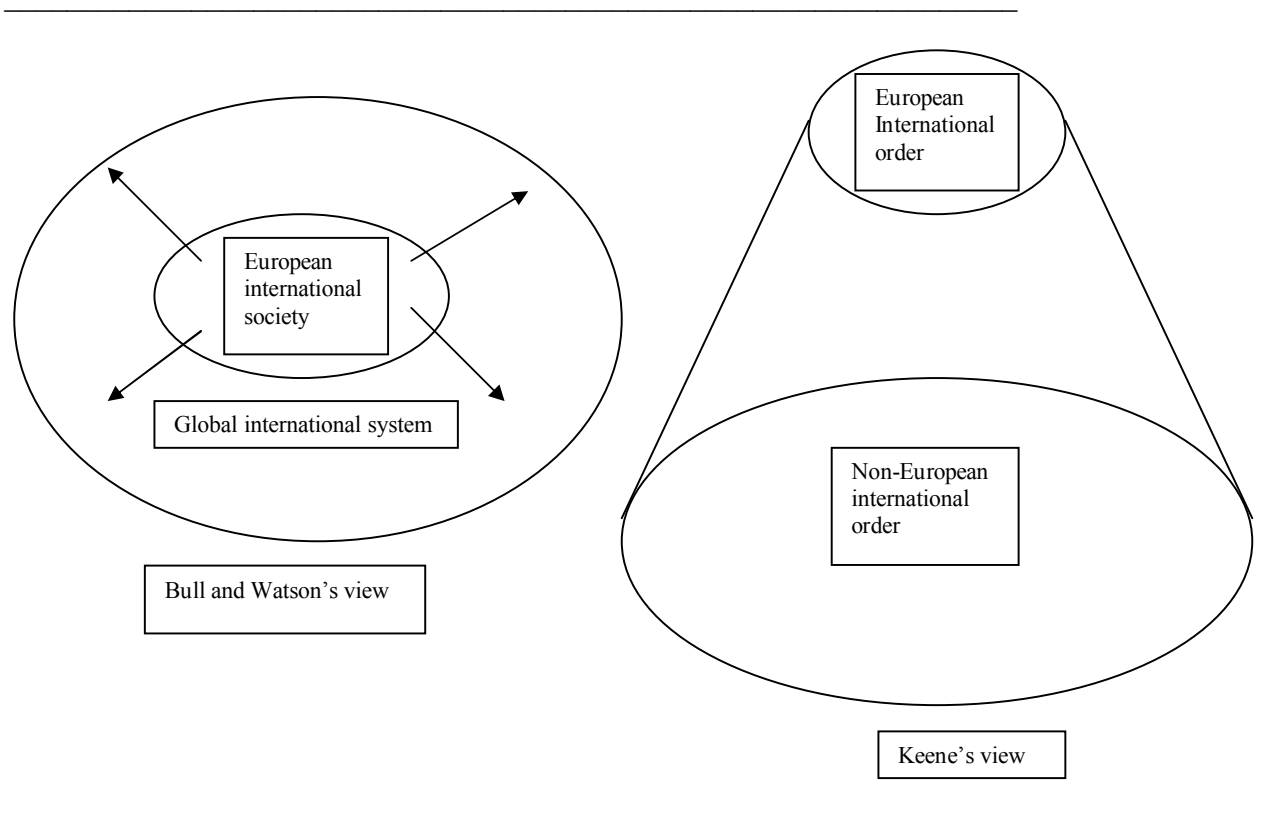 European
international
society
Global international system
Bull and Watson’s view
European
International
order
Non-European
international
order
Keene’s view